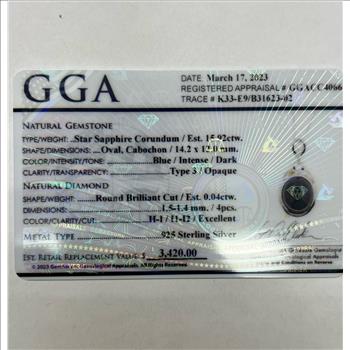 GGA
DATE: March 17, 2023
REGISTERED APPRAISAL # GGACC4066
TRACE # K33-E9/B31623-02
NATURAL GEMSTONE
TYPE/WEIGHT: Star Sapphire Corundum / Est. 15.92ctw.
SHAPE/DIMENSIONS: Oval, Cabochon / 14.2 x 12.0 mm
COLOR/INTENSITY/TONE: Blue / Intense / Dark
CLARITY/TRANSPARENCY: Type 3 / Opaque
NATURAL DIAMOND
SHAPE/WEIGHT: Round Brilliant Cut / Est. 0.04ctw.
DIMENSIONS: 1.5-1.4 mm / 4pcs.
COLOR/CLARITY/CUT: H-I / I1-I2 / Excellent
METAL TYPE 925 Sterling Silver
EST. RETAIL REPLACEMENT VALUE: $ 3,420.00